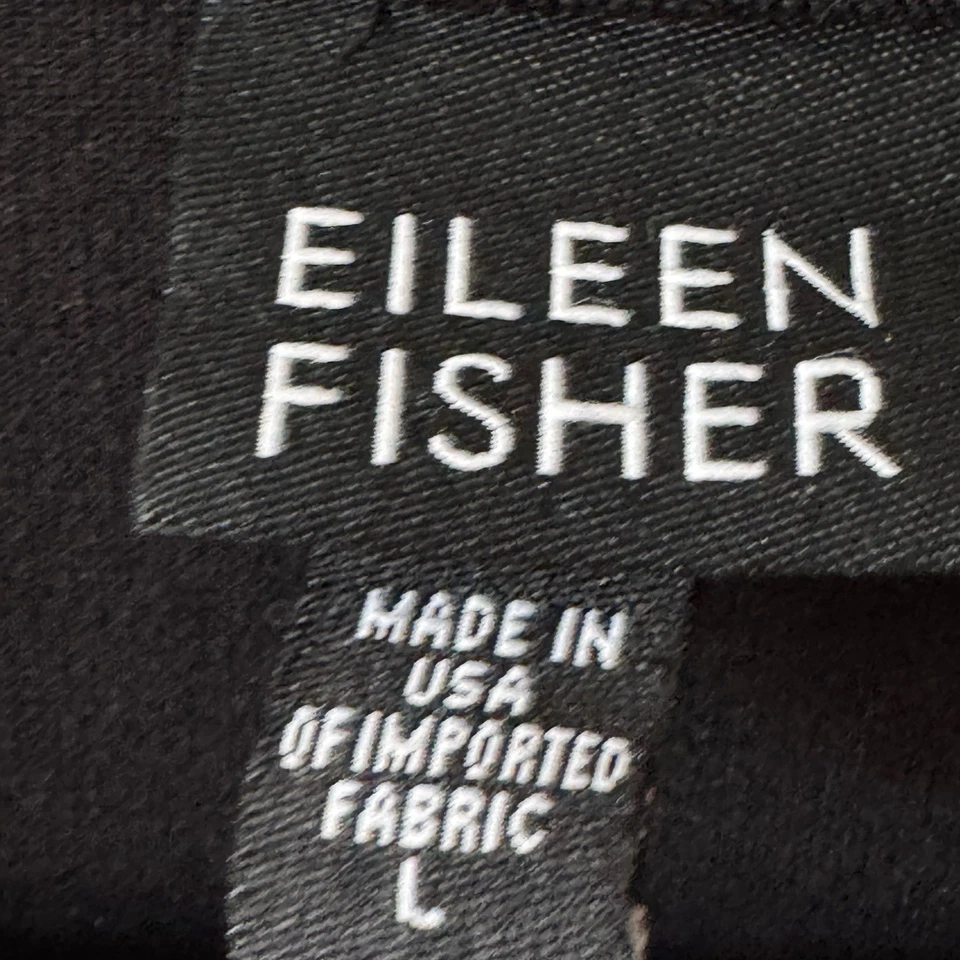 EILEEN
FISHER
MADE IN
USA
OF IMPORTED
FABRIC
L